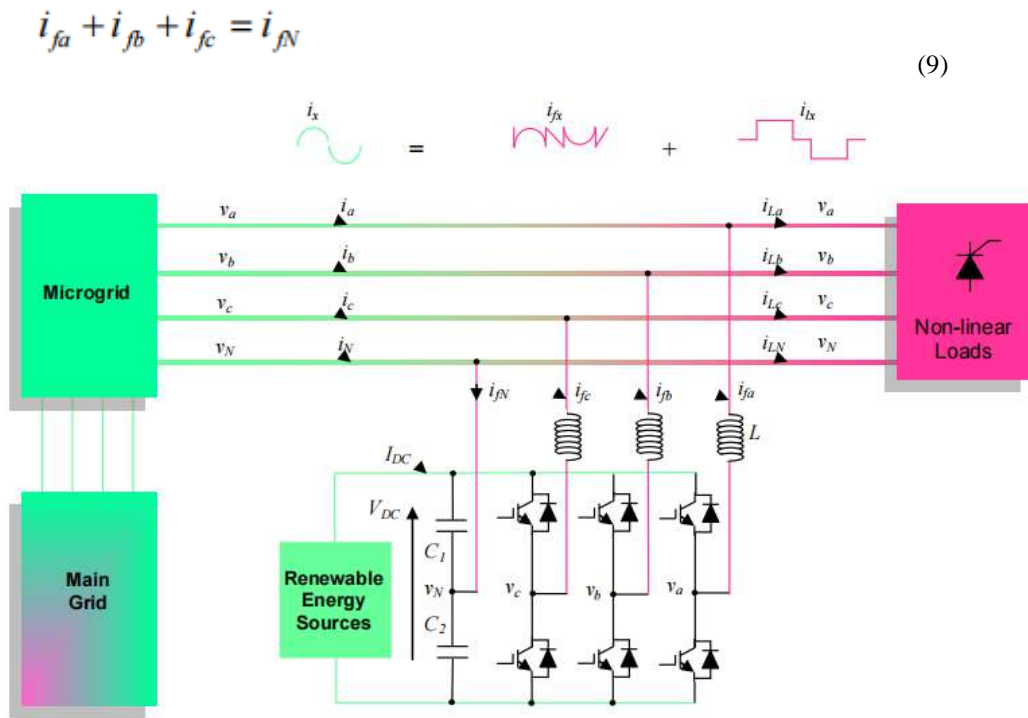 i_fa + i_fb + i_fc = i_fN
(9)
i_x i_fx i_lx
= +
v_a i_a i_La v_a
v_b i_b i_Lb v_b
Microgrid
v_c i_c i_Lc v_c
Non-linear
Loads
v_N i_N i_LN v_N
i_fN i_fc i_fb i_fa
L
I_DC
V_DC
C_1
Main
Grid
Renewable
Energy
Sources
v_N v_c v_b v_a
C_2